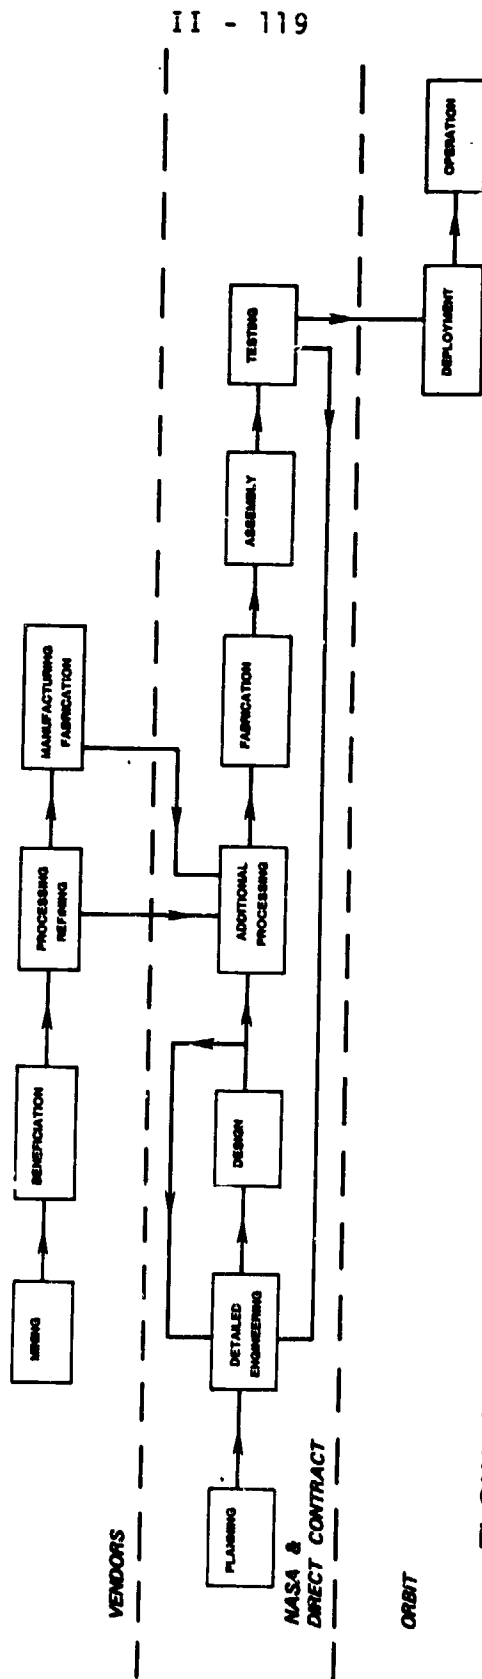 II - 119
VENDORS
MINING
BENEFICIATION
PROCESSING
REFINING
MANUFACTURING
FABRICATION
NASA &
DIRECT CONTRACT
PLANNING
DETAILED
ENGINEERING
DESIGN
ADDITIONAL
PROCESSING
FABRICATION
ASSEMBLY
TESTING
ORBIT
DEPLOYMENT
OPERATION